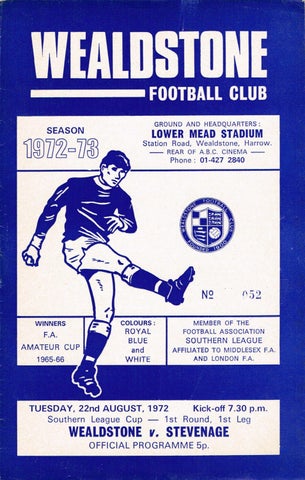 WEALDSTONE
FOOTBALL CLUB
SEASON
1972-73
GROUND AND HEADQUARTERS :
LOWER MEAD STADIUM
Station Road, Wealdstone, Harrow.
— REAR OF A.B.C. CINEMA —
Phone : 01-427 2840
WEALDSTONE FOOTBALL CLUB
No 052
WINNERS
F.A.
AMATEUR CUP
1965-66
COLOURS :
ROYAL
BLUE
and
WHITE
MEMBER OF THE
FOOTBALL ASSOCIATION
SOUTHERN LEAGUE
AFFILIATED TO MIDDLESEX F.A.
AND LONDON F.A.
TUESDAY, 22nd AUGUST, 1972 Kick-off 7.30 p.m.
Southern League Cup — 1st Round, 1st Leg
WEALDSTONE v. STEVENAGE
OFFICIAL PROGRAMME 5p.